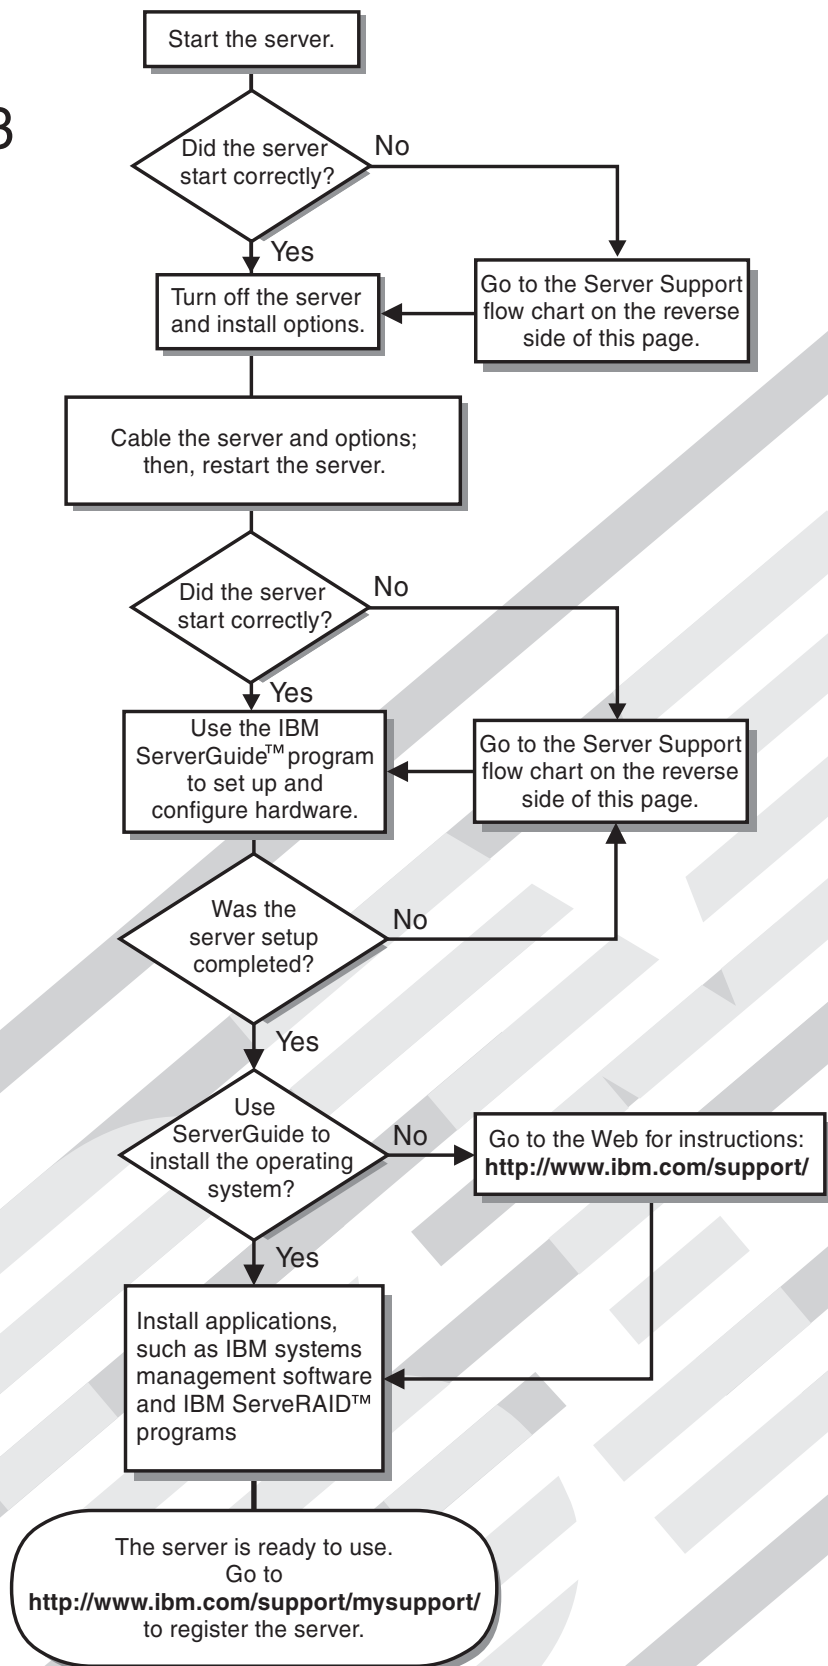 Start the server.
3
Did the server
start correctly?
No
Yes
Turn off the server
and install options.
Go to the Server Support
flow chart on the reverse
side of this page.
Cable the server and options;
then, restart the server.
Did the server
start correctly?
No
Yes
Use the IBM
ServerGuide™ program
to set up and
configure hardware.
Go to the Server Support
flow chart on the reverse
side of this page.
Was the
server setup
completed?
No
Yes
Use
ServerGuide to
install the operating
system?
No
Go to the Web for instructions:
http://www.ibm.com/support/
Yes
Install applications,
such as IBM systems
management software
and IBM ServeRAID™
programs
The server is ready to use.
Go to
http://www.ibm.com/support/mysupport/
to register the server.